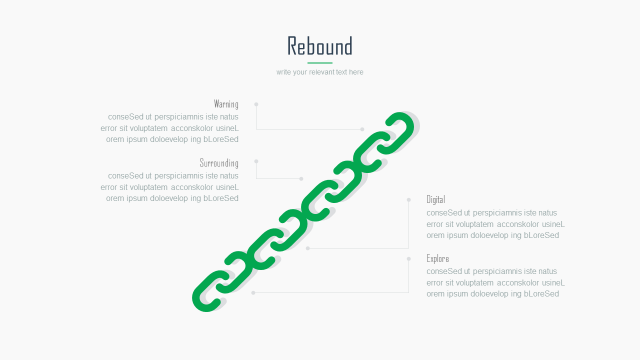 Rebound
write your relevant text here
Warning
conseSed ut perspiciamnis iste natus
error sit voluptatem acconskolor usineL
orem ipsum doloevelop ing bLoreSed
Surrounding
conseSed ut perspiciamnis iste natus
error sit voluptatem acconskolor usineL
orem ipsum doloevelop ing bLoreSed
Digital
conseSed ut perspiciamnis iste natus
error sit voluptatem acconskolor usineL
orem ipsum doloevelop ing bLoreSed
Explore
conseSed ut perspiciamnis iste natus
error sit voluptatem acconskolor usineL
orem ipsum doloevelop ing bLoreSed